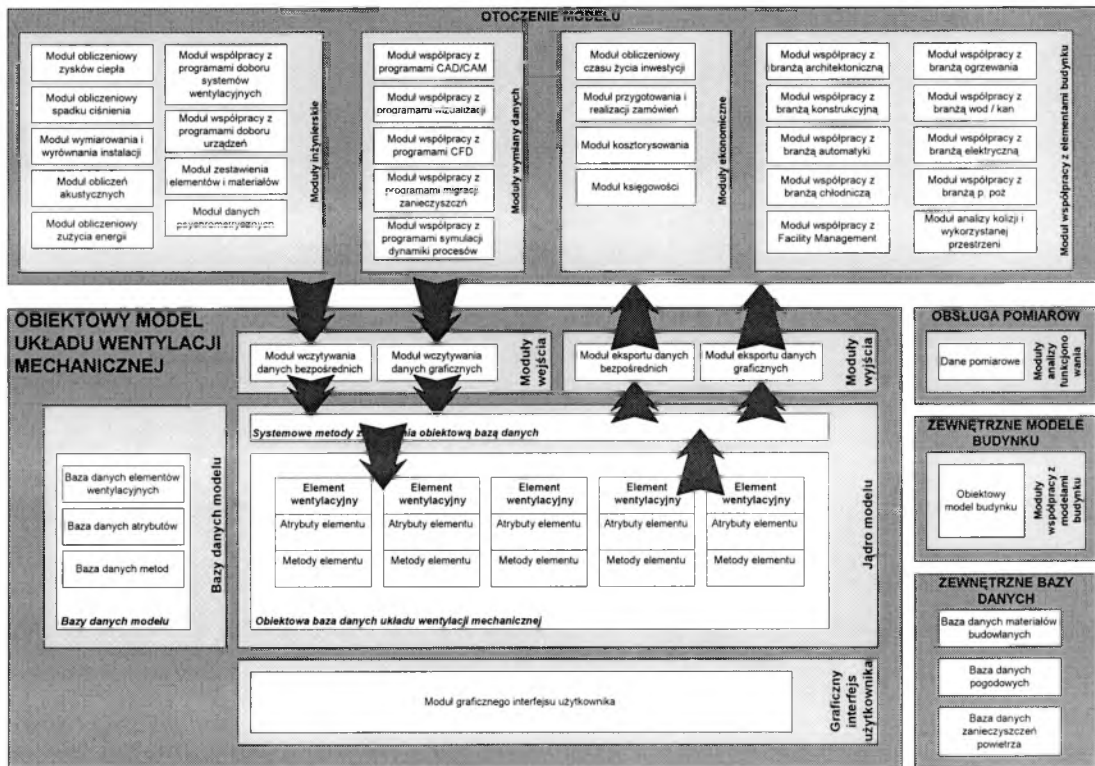 OTOCZENIE MODELU
Moduł obliczeniowy
zysków ciepła
Moduł obliczeniowy
spadku ciśnienia
Moduł wymiarowania i
wyrównania instalacji
Moduł obliczeń
akustycznych
Moduł obliczeniowy
zużycia energii
Moduł współpracy z
programami doboru
systemów
wentylacyjnych
Moduł współpracy z
programami doboru
urządzeń
Moduł zestawienia
elementów i materiałów
Moduł danych
psychrometrycznych
Moduły inżynierskie
Moduł współpracy z
programami CAD/CAM
Moduł współpracy z
programami wizualizacji
Moduł współpracy z
programami CFD
Moduł współpracy z
programami migracji
zanieczyszczń
Moduł współpracy z
programami symulacji
dynamiki procesów
Moduły wymiany danych
Moduł obliczeniowy
czasu życia inwestycji
Moduł przygotowania i
realizacji zamówień
Moduł kosztorysowania
Moduł księgowości
Moduły ekonomiczne
Moduł współpracy z
branżą architektoniczną
Moduł współpracy z
branżą konstrukcyjną
Moduł współpracy z
branżą automatyki
Moduł współpracy z
branżą chłodniczą
Moduł współpracy z
Facility Management
Moduł współpracy z
branżą ogrzewania
Moduł współpracy z
branżą wod / kan
Moduł współpracy z
branżą elektryczną
Moduł współpracy z
branżą p. poż
Moduł analizy kolizji i
wykorzystanej
przestrzeni
Moduł współpracy z elementami budynku
OBIEKTOWY MODEL
UKŁADU WENTYLACJI
MECHANICZNEJ
Moduł wczytywania
danych bezpośrednich
Moduł wczytywania
danych graficznych
Moduły
wejścia
Moduł eksportu danych
bezpośrednich
Moduł eksportu danych
graficznych
Moduły
wyjścia
Baza danych elementów
wentylacyjnych
Baza danych atrybutów
Baza danych metod
Bazy danych modelu
Bazy danych modelu
Systemowe metody z nia obiektową bazą danych
Element
wentylacyjny
Atrybuty elementu
Metody elementu
Element
wentylacyjny
Atrybuty elementu
Metody elementu
Element
wentylacyjny
Atrybuty elementu
Metody elementu
Element
wentylacyjny
Atrybuty elementu
Metody elementu
Element
wentylacyjny
Atrybuty elementu
Metody elementu
Obiektowa baza danych układu wentylacji mechanicznej
Jądro modelu
Moduł graficznego interfejsu użytkownika
Graficzny
interfejs
użytkownika
OBSŁUGA POMIARÓW
Dane pomiarowe
Moduły
analizy
funkcjono
wania
ZEWNĘTRZNE MODELE
BUDYNKU
Obiektowy
model budynku
Moduły
współpracy z
modelami
budynku
ZEWNĘTRZNE BAZY
DANYCH
Baza danych materiałów
budowlanych
Baza danych
pogodowych
Baza danych
zanieczyszczeń
powietrza